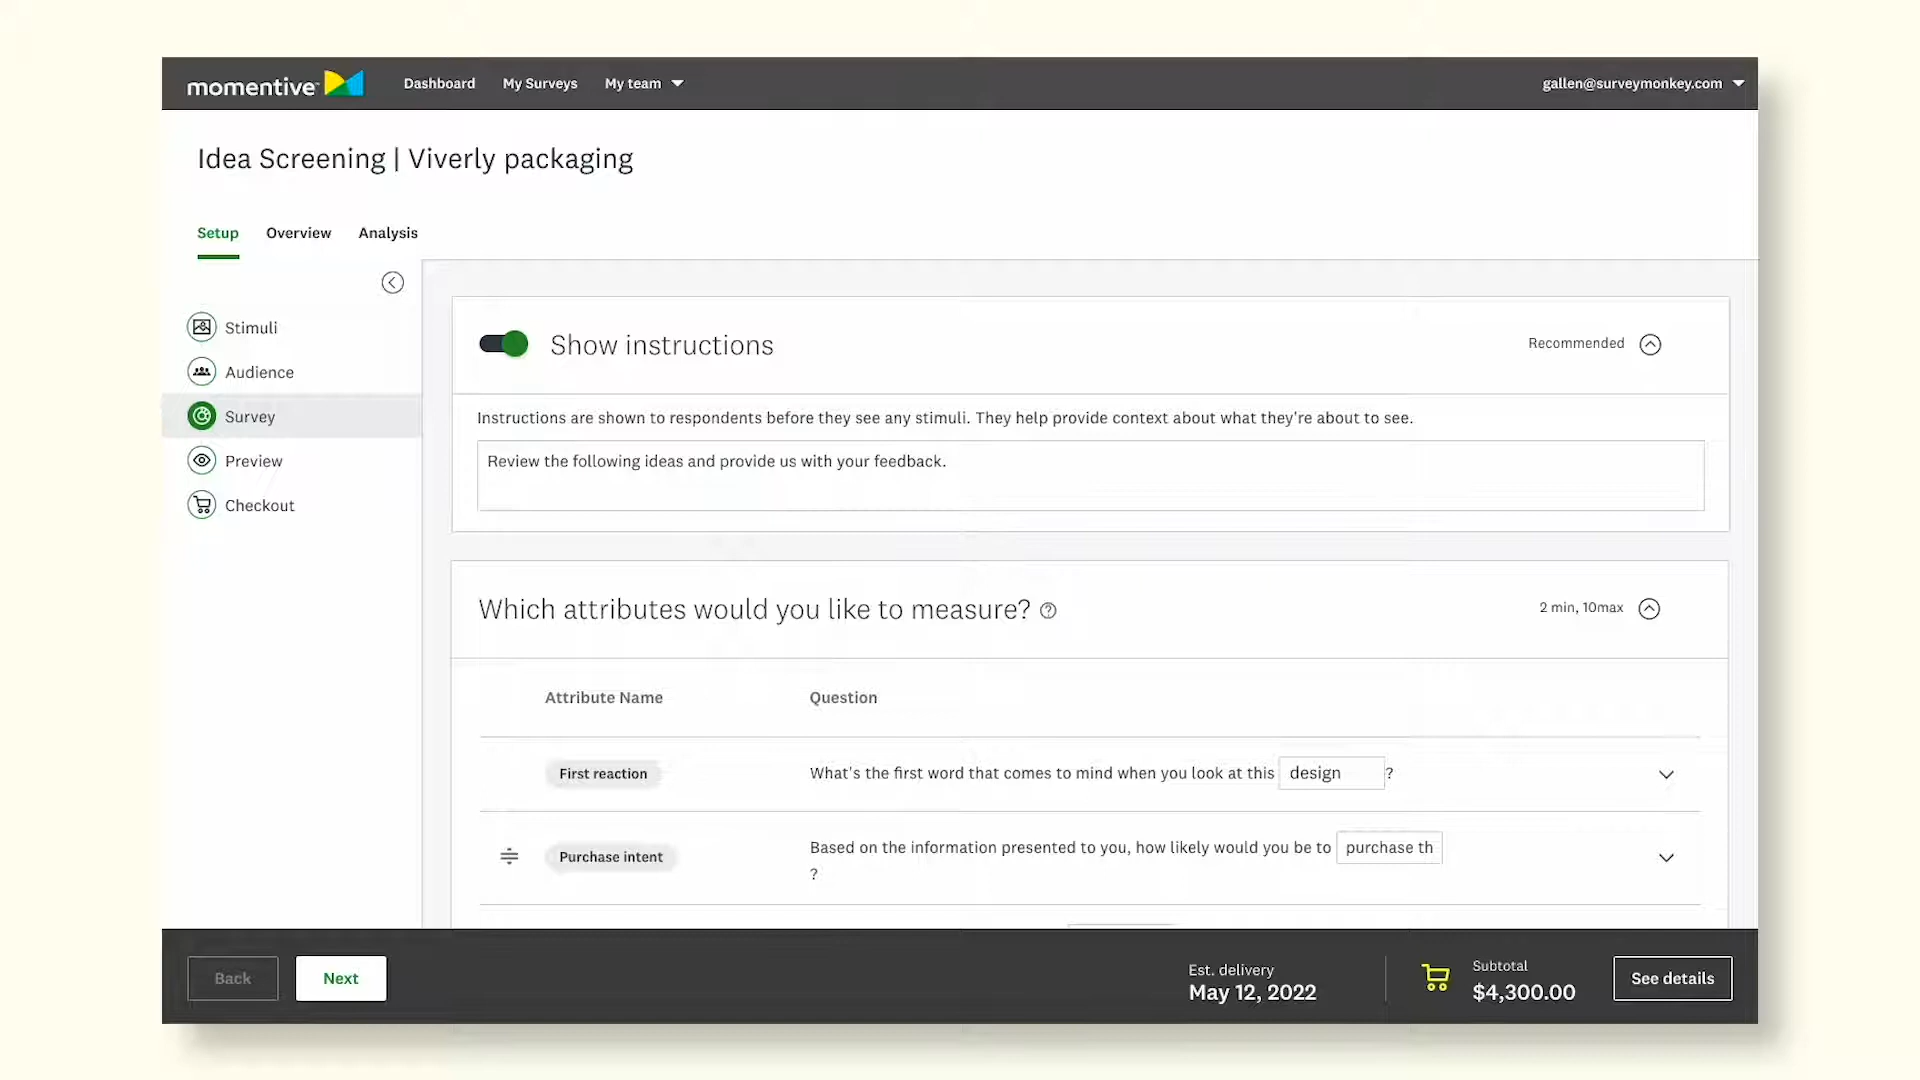 momentive
Dashboard
My Surveys
My team
gallen@surveymonkey.com
Idea Screening | Viverly packaging
Setup
Overview
Analysis
Stimuli
Audience
Survey
Preview
Checkout
Show instructions
Recommended
Instructions are shown to respondents before they see any stimuli. They help provide context about what they're about to see.
Review the following ideas and provide us with your feedback.
Which attributes would you like to measure? ?
2 min, 10max
Attribute Name
Question
First reaction
What's the first word that comes to mind when you look at this design ?
Purchase intent
Based on the information presented to you, how likely would you be to purchase th
?
Back
Next
Est. delivery
May 12, 2022
Subtotal
$4,300.00
See details